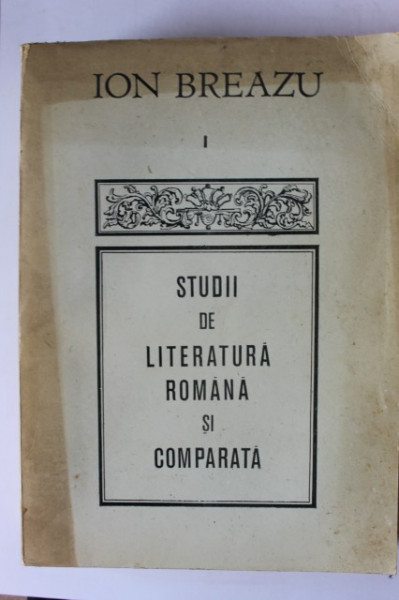 ION BREAZU
I
STUDII
DE
LITERATURĂ
ROMÂNĂ
ȘI
COMPARATĂ